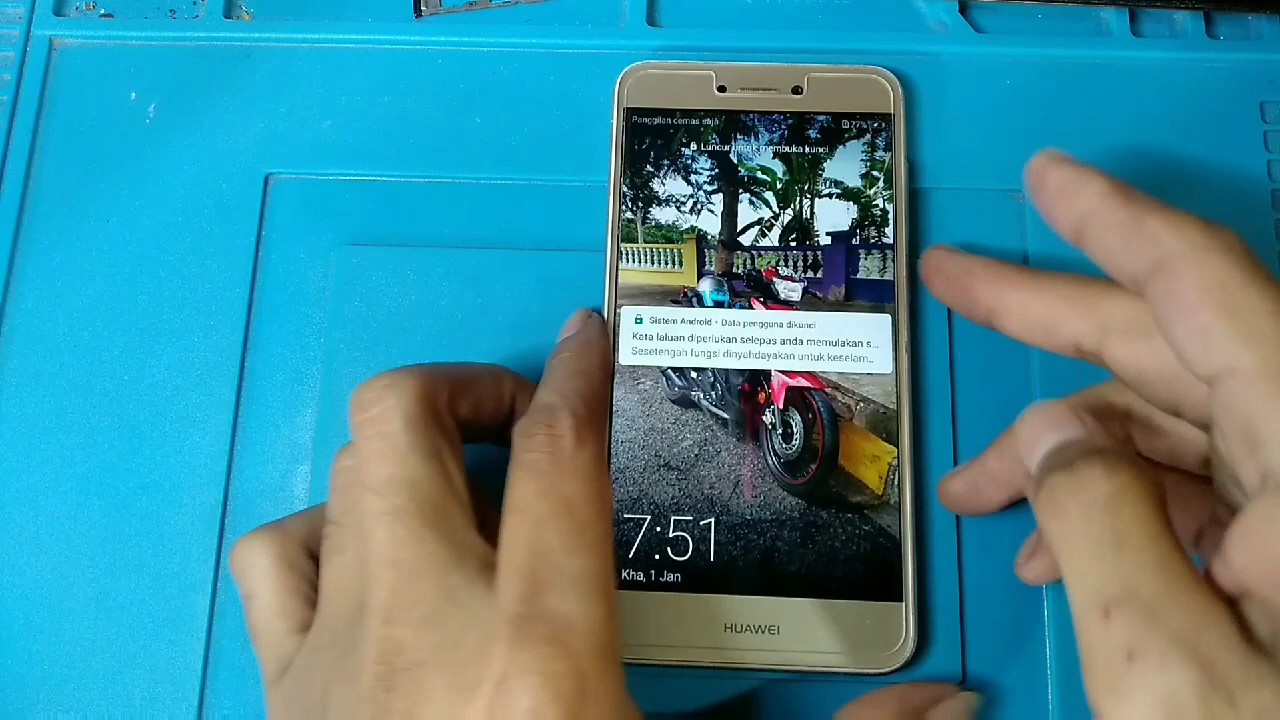 Panggilan cemas saja
77%
Luncur untuk membuka kunci
Sistem Android • Data pengguna dikunci
Kata laluan diperlukan selepas anda memulakan s...
Sesetengah fungsi dinyahdayakan untuk keselam...
7:51
Kha, 1 Jan
HUAWEI